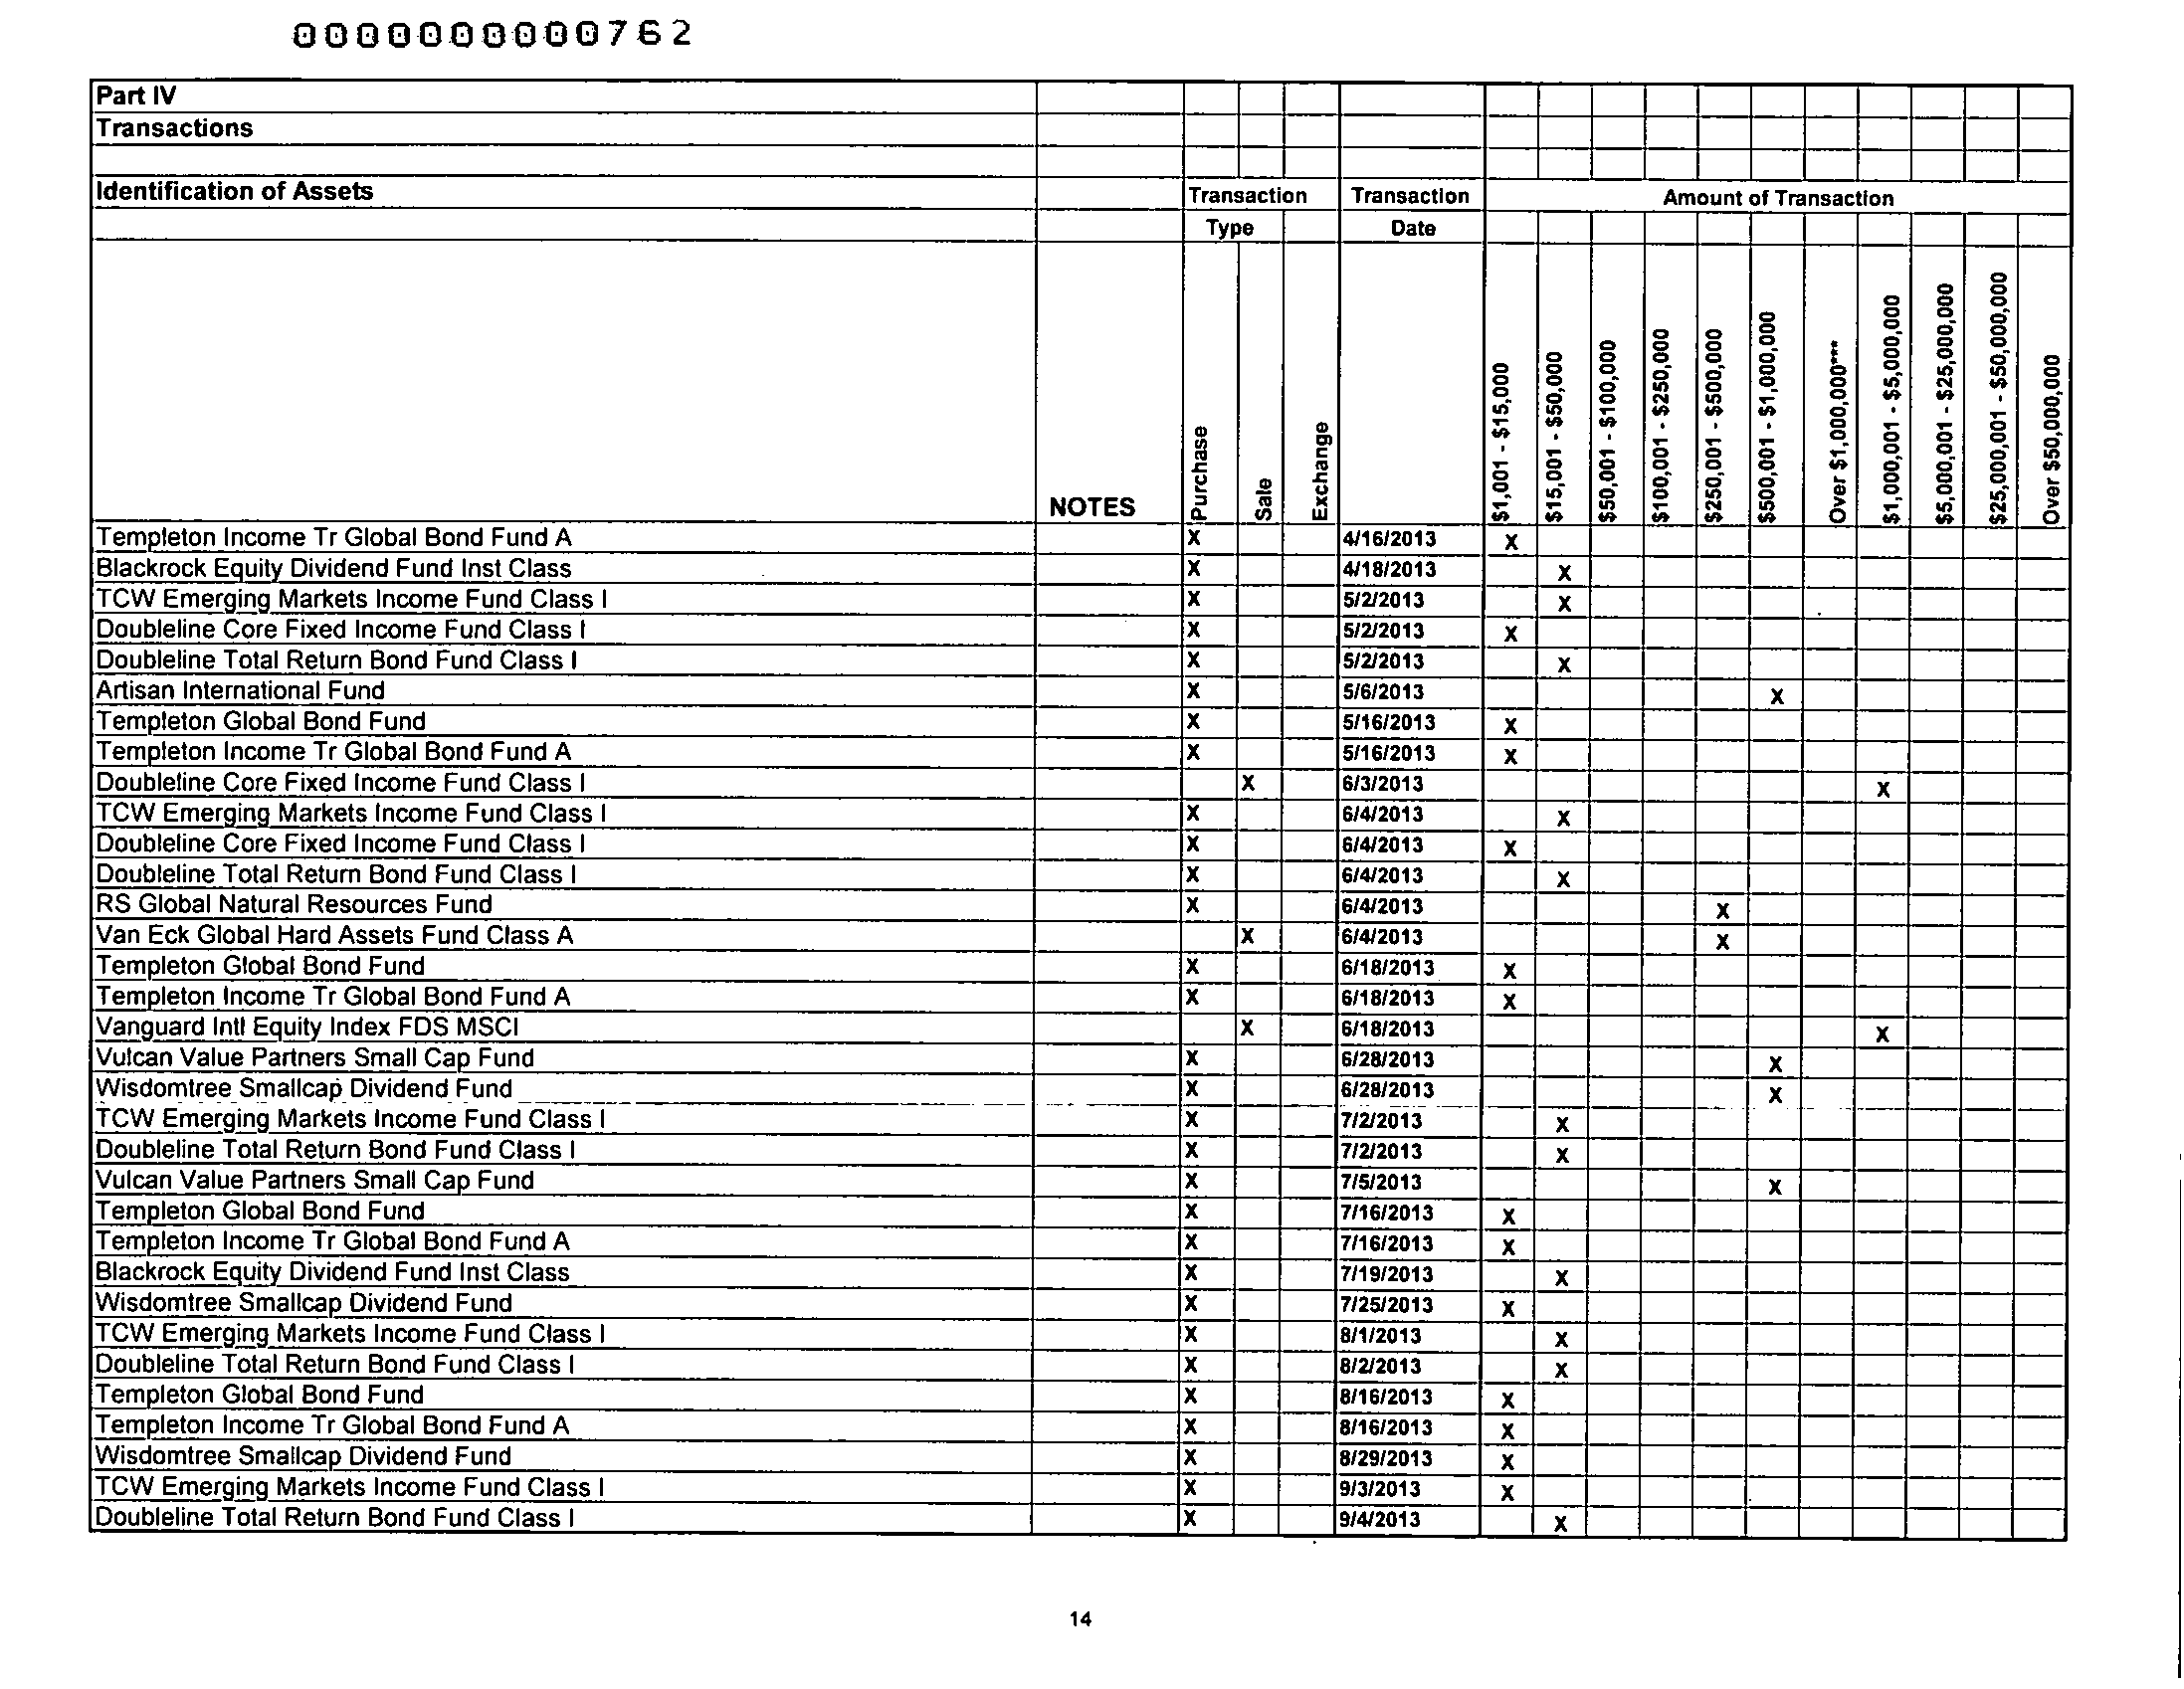 0000000000762
Part IV
Transactions
Identification of Assets Transaction Transaction Amount of Transaction
Type Date
NOTES Purchase Sale Exchange $1,001 - $15,000 $15,001 - $50,000 $50,001 - $100,000 $100,001 - $250,000 $250,001 - $500,000 $500,001 - $1,000,000 Over $1,000,000*** $1,000,001 - $5,000,000 $5,000,001 - $25,000,000 $25,000,001 - $50,000,000 Over $50,000,000
Templeton Income Tr Global Bond Fund A X 4/16/2013 X
Blackrock Equity Dividend Fund Inst Class X 4/18/2013 X
TCW Emerging Markets Income Fund Class I X 5/2/2013 X
Doubleline Core Fixed Income Fund Class I X 5/2/2013 X
Doubleline Total Return Bond Fund Class I X 5/2/2013 X
Artisan International Fund X 5/6/2013 X
Templeton Global Bond Fund X 5/16/2013 X
Templeton Income Tr Global Bond Fund A X 5/16/2013 X
Doubleline Core Fixed Income Fund Class I X 6/3/2013 X
TCW Emerging Markets Income Fund Class I X 6/4/2013 X
Doubleline Core Fixed Income Fund Class I X 6/4/2013 X
Doubleline Total Return Bond Fund Class I X 6/4/2013 X
RS Global Natural Resources Fund X 6/4/2013 X
Van Eck Global Hard Assets Fund Class A X 6/4/2013 X
Templeton Global Bond Fund X 6/18/2013 X
Templeton Income Tr Global Bond Fund A X 6/18/2013 X
Vanguard Intl Equity Index FDS MSCI X 6/18/2013 X
Vulcan Value Partners Small Cap Fund X 6/28/2013 X
Wisdomtree Smallcap Dividend Fund X 6/28/2013 X
TCW Emerging Markets Income Fund Class I X 7/2/2013 X
Doubleline Total Return Bond Fund Class I X 7/2/2013 X
Vulcan Value Partners Small Cap Fund X 7/5/2013 X
Templeton Global Bond Fund X 7/16/2013 X
Templeton Income Tr Global Bond Fund A X 7/16/2013 X
Blackrock Equity Dividend Fund Inst Class X 7/19/2013 X
Wisdomtree Smallcap Dividend Fund X 7/25/2013 X
TCW Emerging Markets Income Fund Class I X 8/1/2013 X
Doubleline Total Return Bond Fund Class I X 8/2/2013 X
Templeton Global Bond Fund X 8/16/2013 X
Templeton Income Tr Global Bond Fund A X 8/16/2013 X
Wisdomtree Smallcap Dividend Fund X 8/29/2013 X
TCW Emerging Markets Income Fund Class I X 9/3/2013 X
Doubleline Total Return Bond Fund Class I X 9/4/2013 X
14